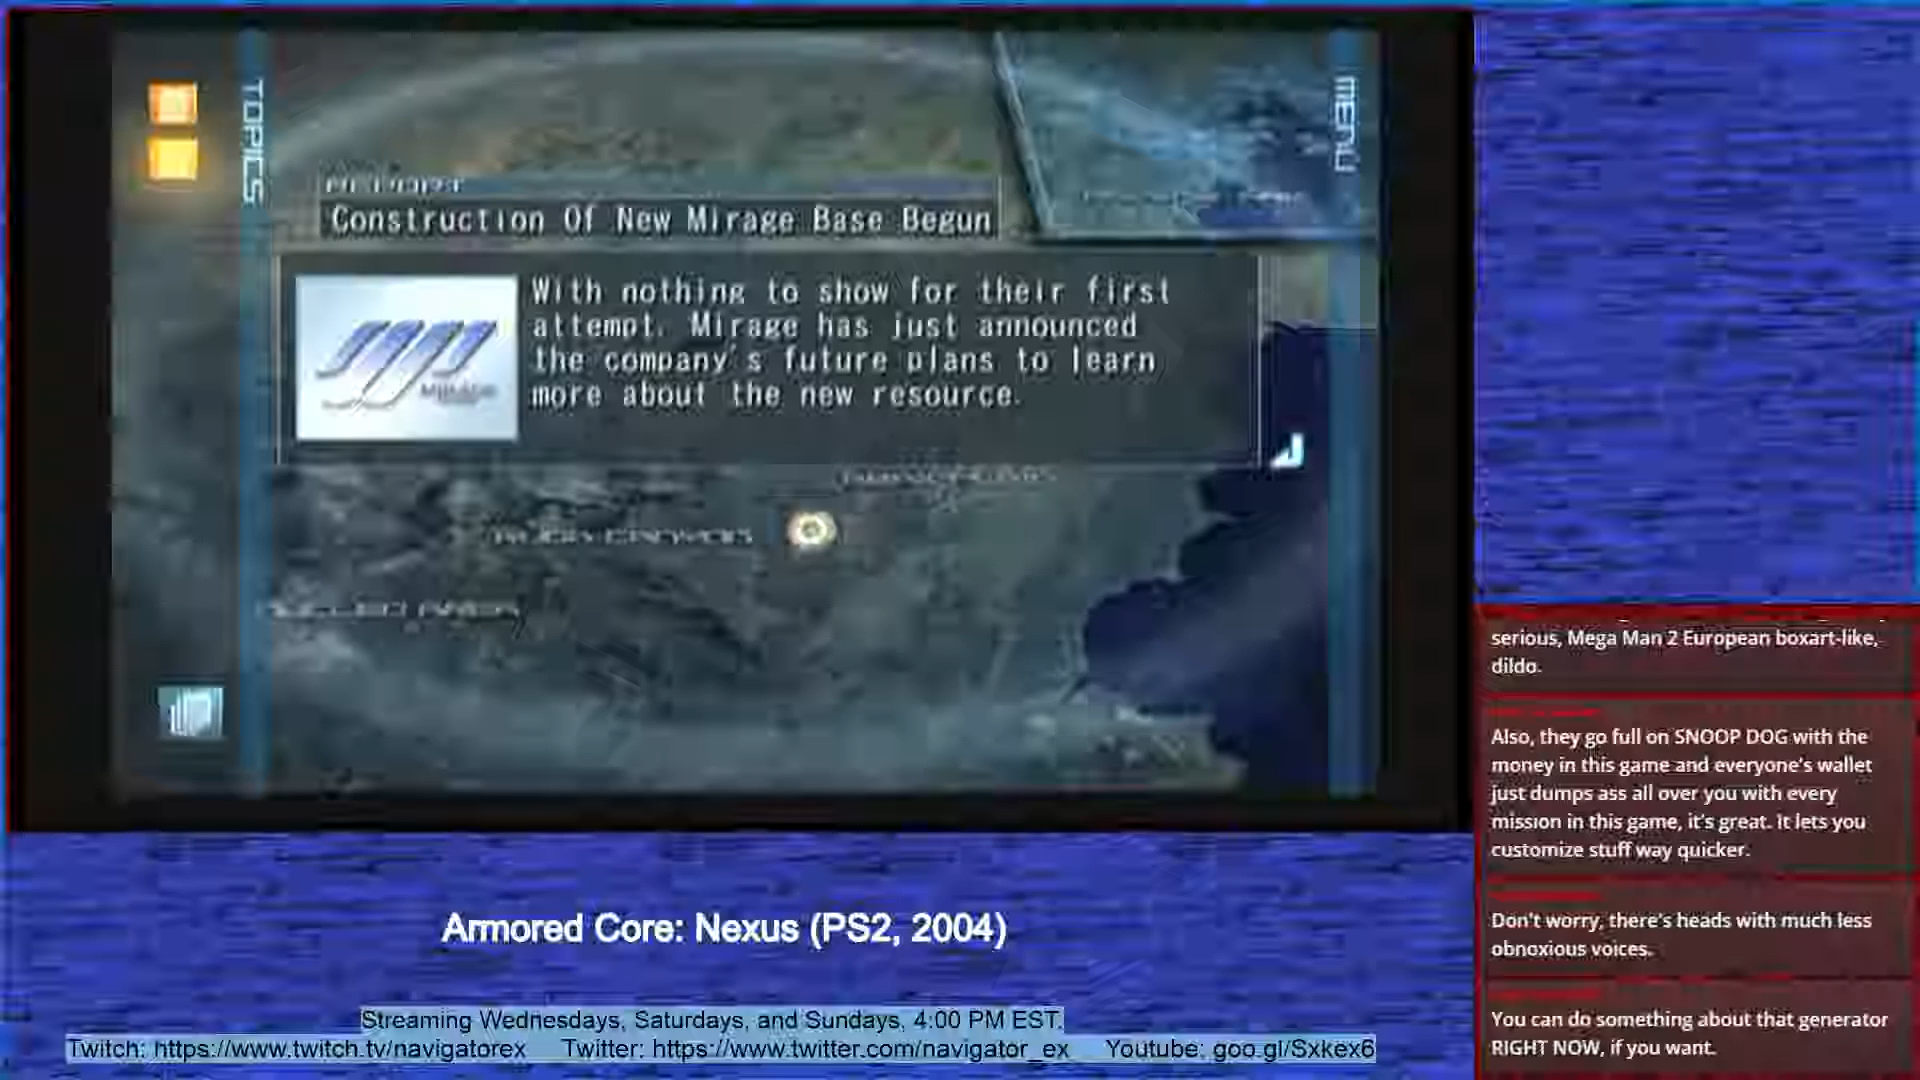 TOPICS
MENU
Construction Of New Mirage Base Begun
With nothing to show for their first
attempt. Mirage has just announced
the company's future plans to learn
more about the new resource.
MIRAGE
serious, Mega Man 2 European boxart-like,
dildo.
Also, they go full on SNOOP DOG with the
money in this game and everyone's wallet
just dumps ass all over you with every
mission in this game, it's great. It lets you
customize stuff way quicker.
Don't worry, there's heads with much less
obnoxious voices.
You can do something about that generator
RIGHT NOW, if you want.
Armored Core: Nexus (PS2, 2004)
Streaming Wednesdays, Saturdays, and Sundays, 4:00 PM EST.
Twitch: https://www.twitch.tv/navigatorex Twitter: https://www.twitter.com/navigator_ex Youtube: goo.gl/Sxkex6